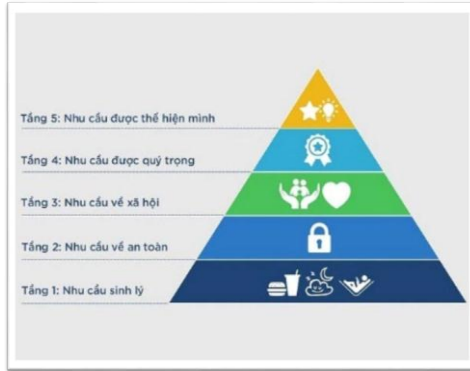 Tầng 5: Nhu cầu được thể hiện mình
Tầng 4: Nhu cầu được quý trọng
Tầng 3: Nhu cầu về xã hội
Tầng 2: Nhu cầu về an toàn
Tầng 1: Nhu cầu sinh lý